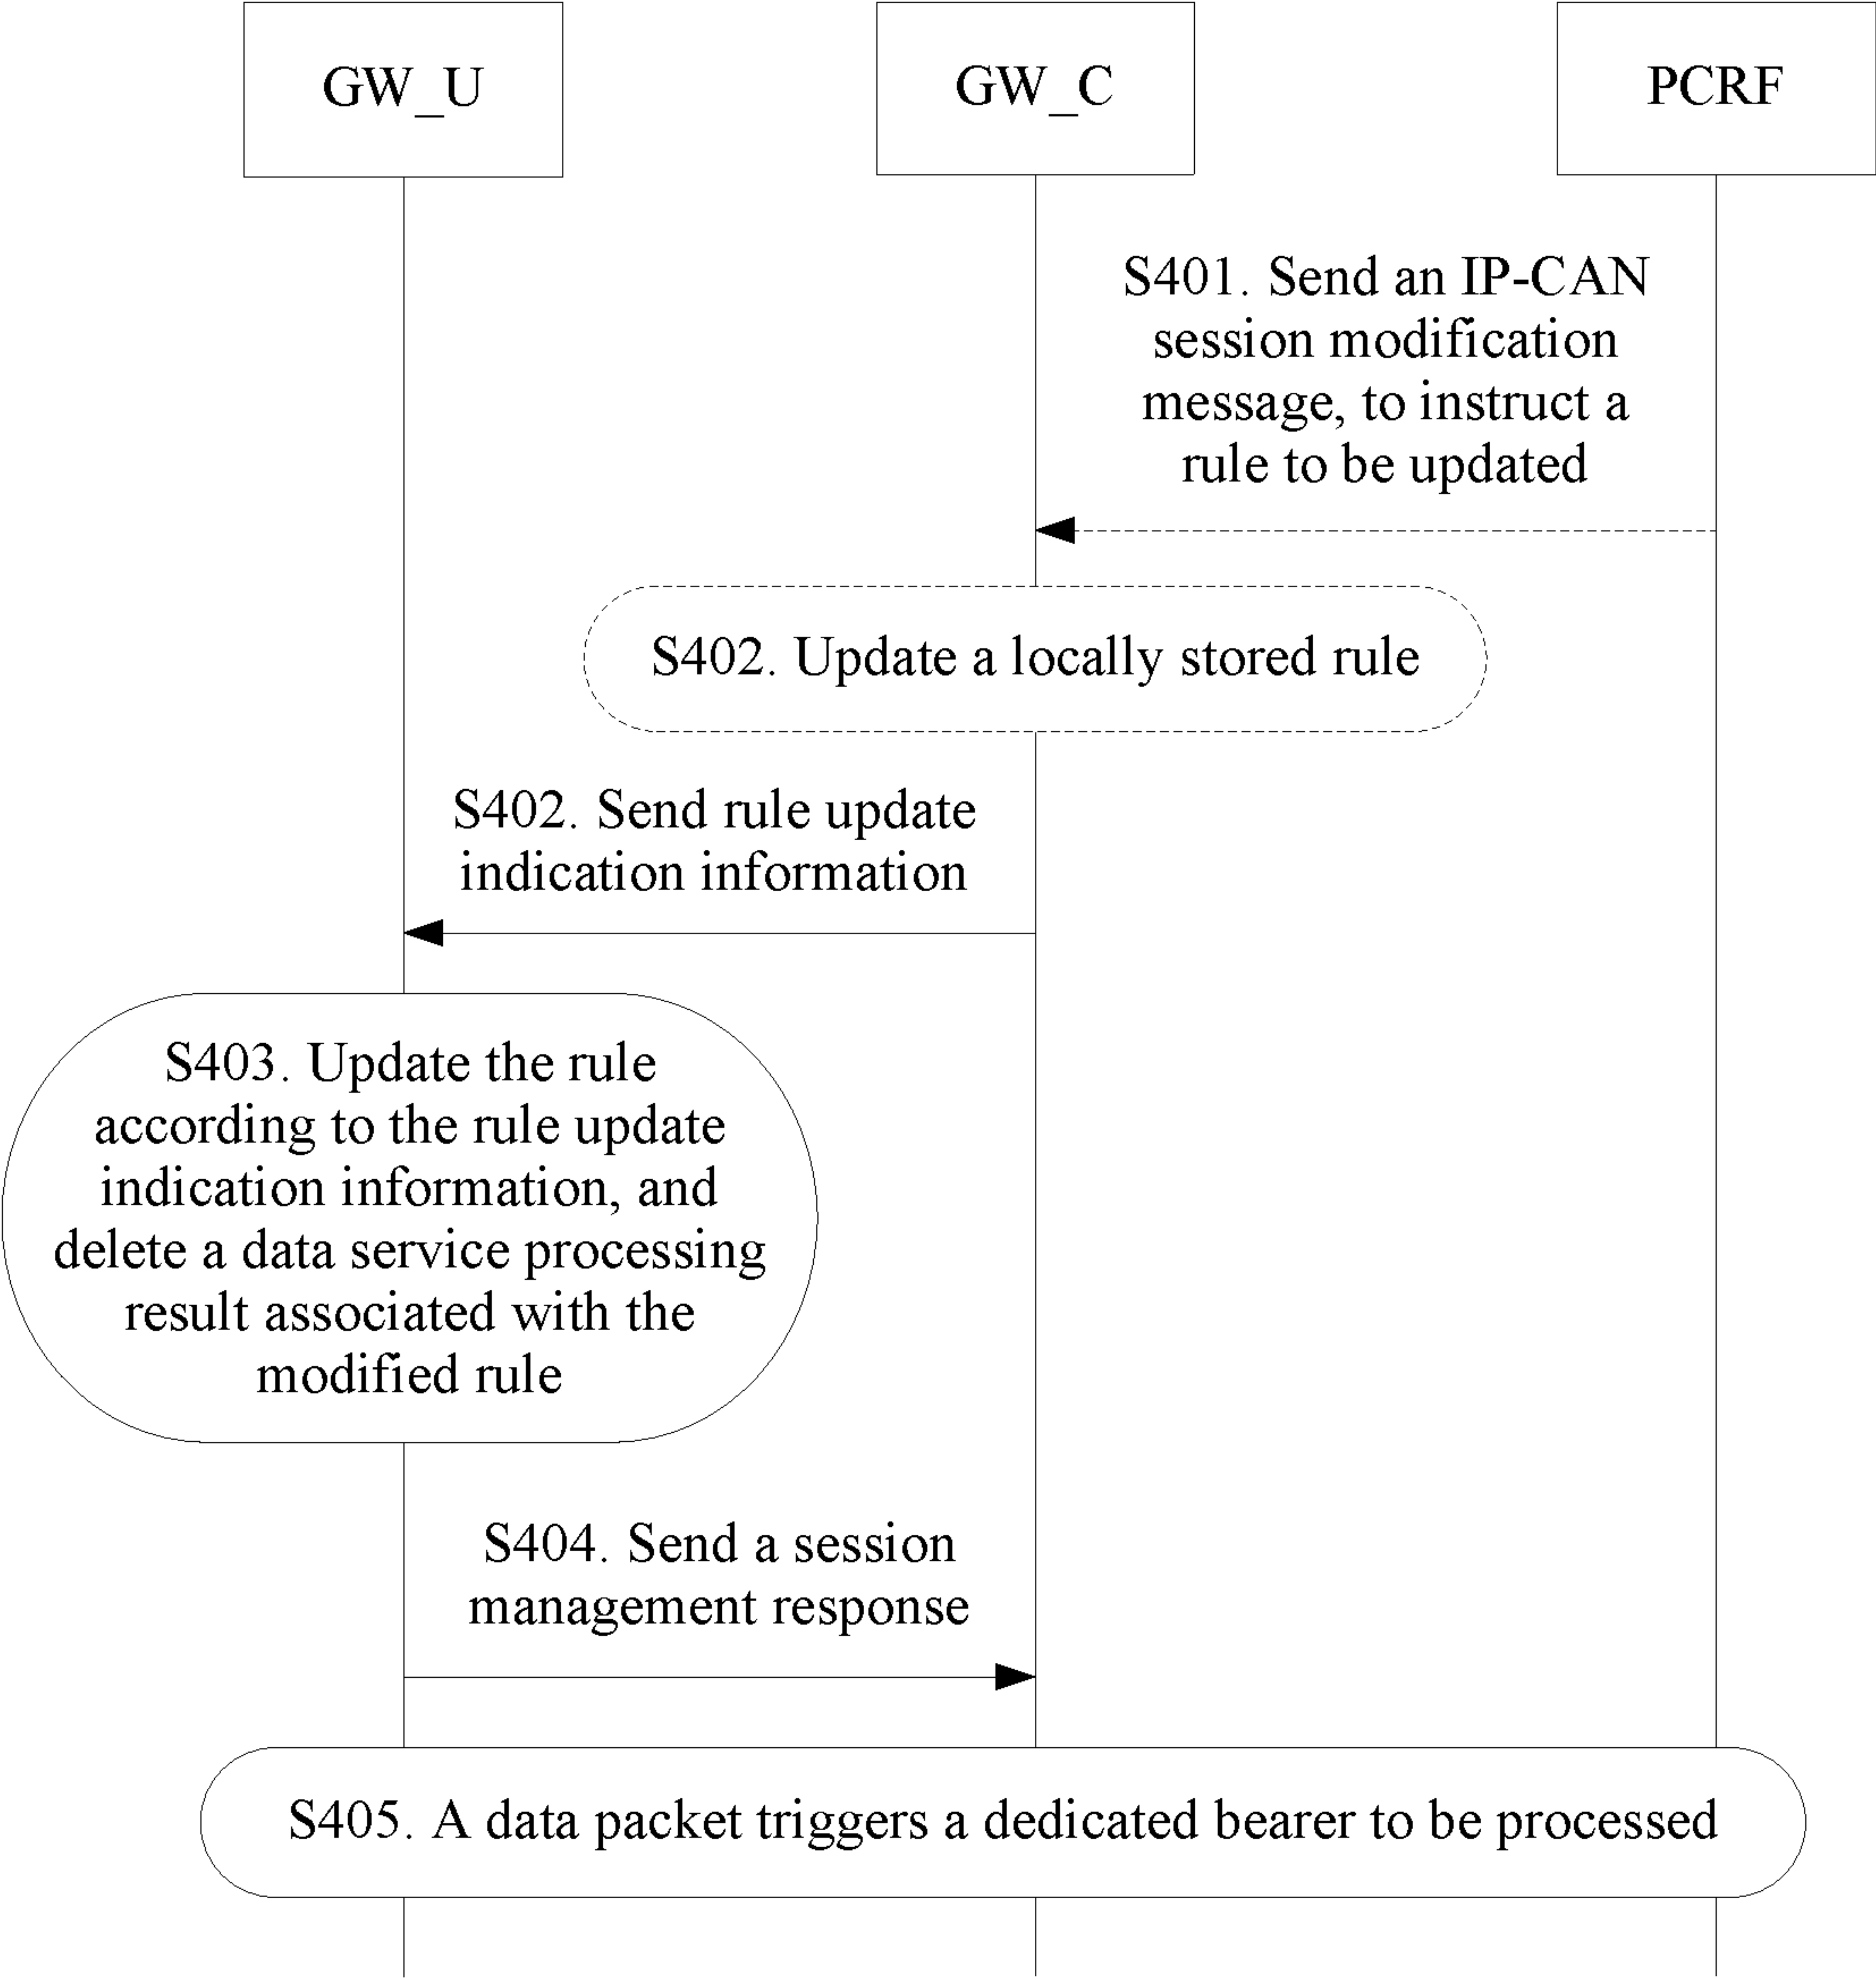 GW_U
GW_C
PCRF
S401. Send an IP-CAN
session modification
message, to instruct a
rule to be updated
S402. Update a locally stored rule
S402. Send rule update
indication information
S403. Update the rule
according to the rule update
indication information, and
delete a data service processing
result associated with the
modified rule
S404. Send a session
management response
S405. A data packet triggers a dedicated bearer to be processed